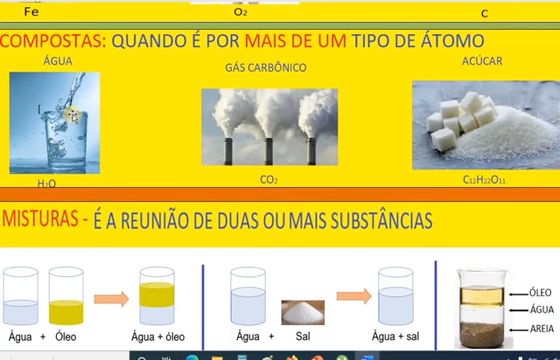 Fe O₂ C
COMPOSTAS: QUANDO É POR MAIS DE UM TIPO DE ÁTOMO
ÁGUA
GÁS CARBÔNICO
AÇÚCAR
H₂O
CO₂
C₁₂H₂₂O₁₁
MISTURAS - É A REUNIÃO DE DUAS OU MAIS SUBSTÂNCIAS
Água + Óleo
Água + óleo
Água + Sal
Água + sal
ÓLEO
ÁGUA
AREIA